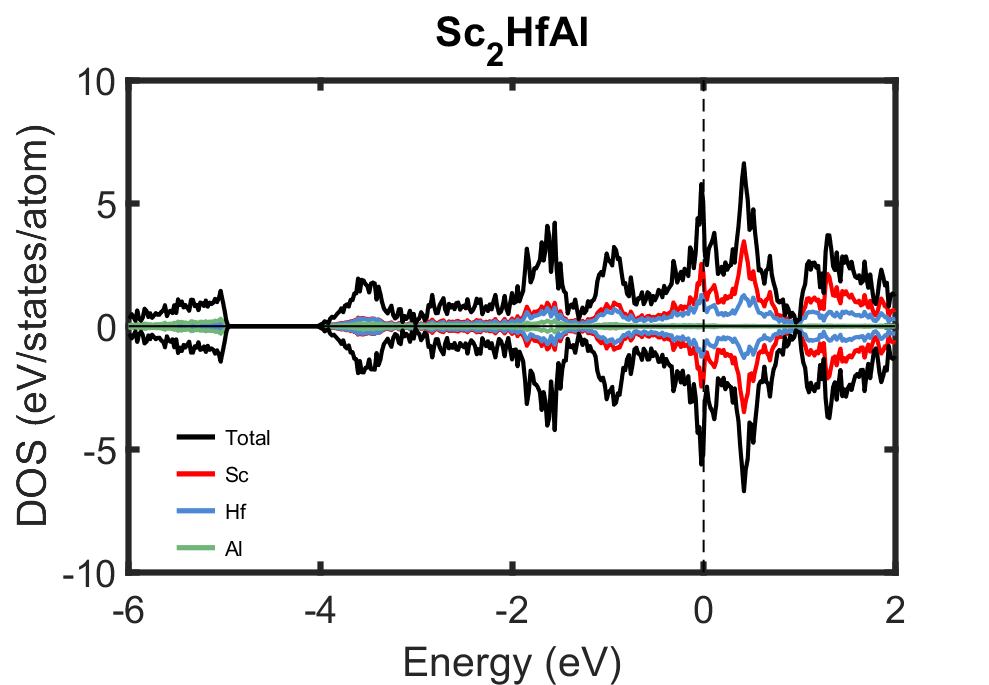 Sc₂HfAl
10
5
0
-5
-10
DOS (eV/states/atom)
Total
Sc
Hf
Al
-6 -4 -2 0 2
Energy (eV)